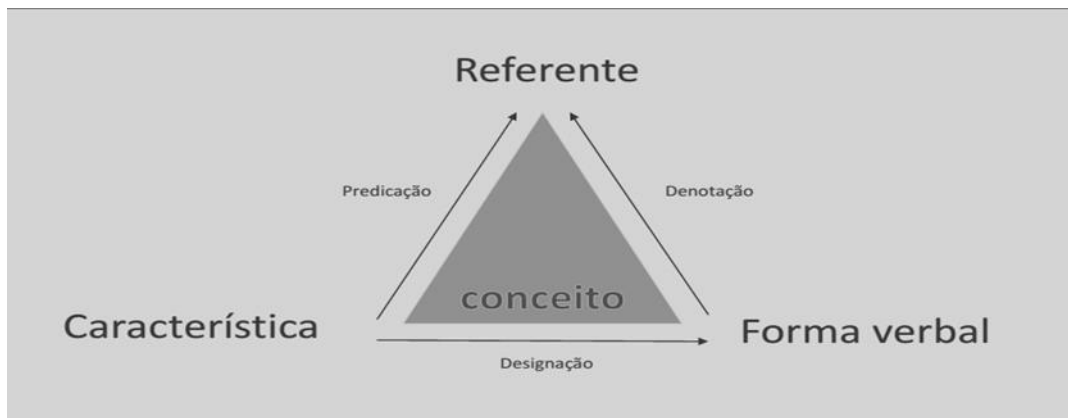 Referente
Predicação
Denotação
conceito
Característica
Forma verbal
Designação